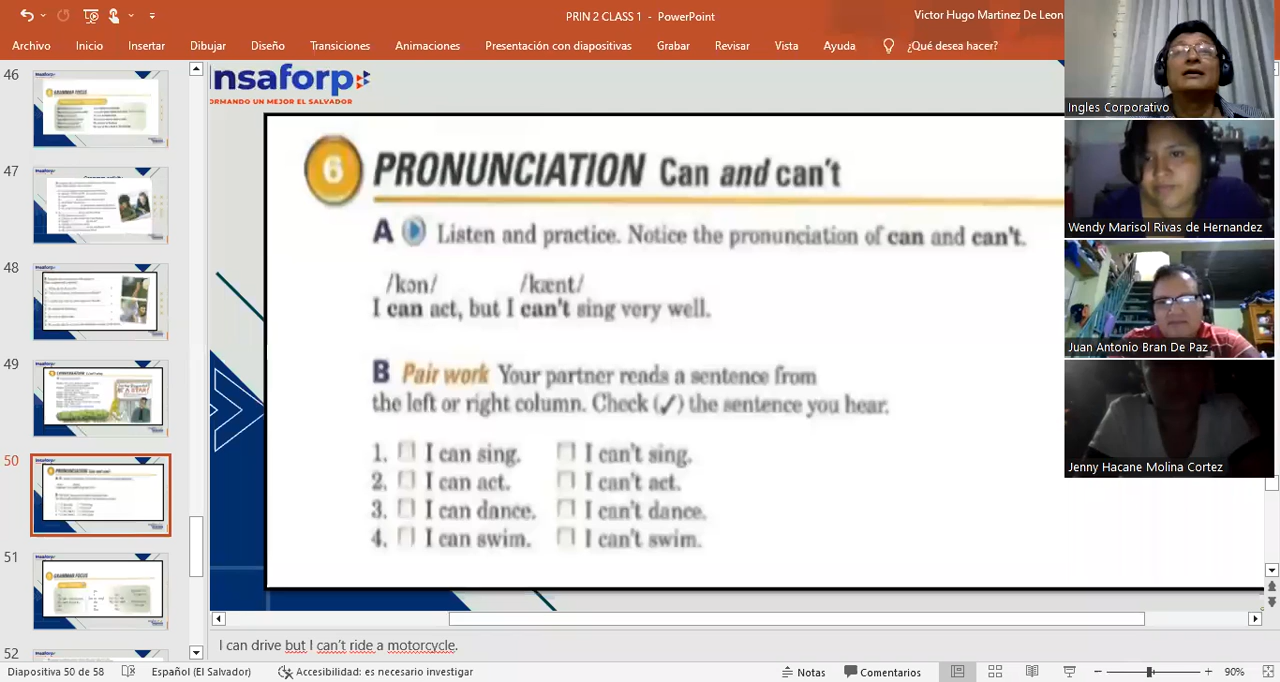 PRIN 2 CLASS 1 - PowerPoint
Victor Hugo Martinez De Leon
Archivo Inicio Insertar Dibujar Diseño Transiciones Animaciones Presentación con diapositivas Grabar Revisar Vista Ayuda ¿Qué desea hacer?
46
47
48
49
50
51
52
nsaforp
ORMANDO UN MEJOR EL SALVADOR
6 PRONUNCIATION Can and can't
A Listen and practice. Notice the pronunciation of can and can't.
/kən/ /kænt/
I can act, but I can't sing very well.
B Pair work Your partner reads a sentence from
the left or right column. Check (✓) the sentence you hear.
1. I can sing. I can't sing.
2. I can act. I can't act.
3. I can dance. I can't dance.
4. I can swim. I can't swim.
Ingles Corporativo
Wendy Marisol Rivas de Hernandez
Juan Antonio Bran De Paz
Jenny Hacane Molina Cortez
I can drive but I can't ride a motorcycle.
Diapositiva 50 de 58 Español (El Salvador) Accesibilidad: es necesario investigar Notas Comentarios 90%